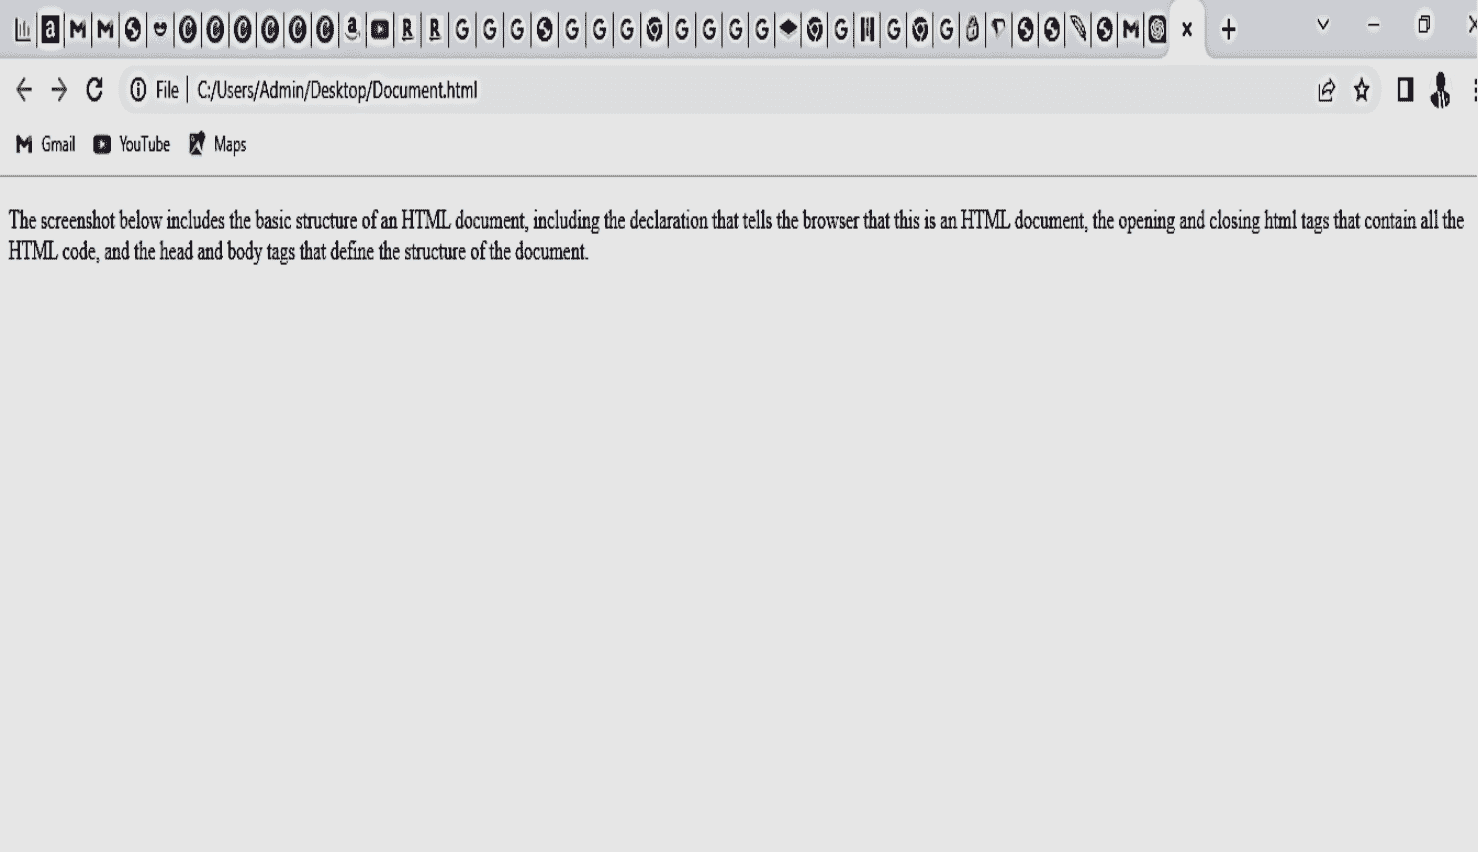 File C:/Users/Admin/Desktop/Document.html
Gmail YouTube Maps
The screenshot below includes the basic structure of an HTML document, including the declaration that tells the browser that this is an HTML document, the opening and closing html tags that contain all the
HTML code, and the head and body tags that define the structure of the document.